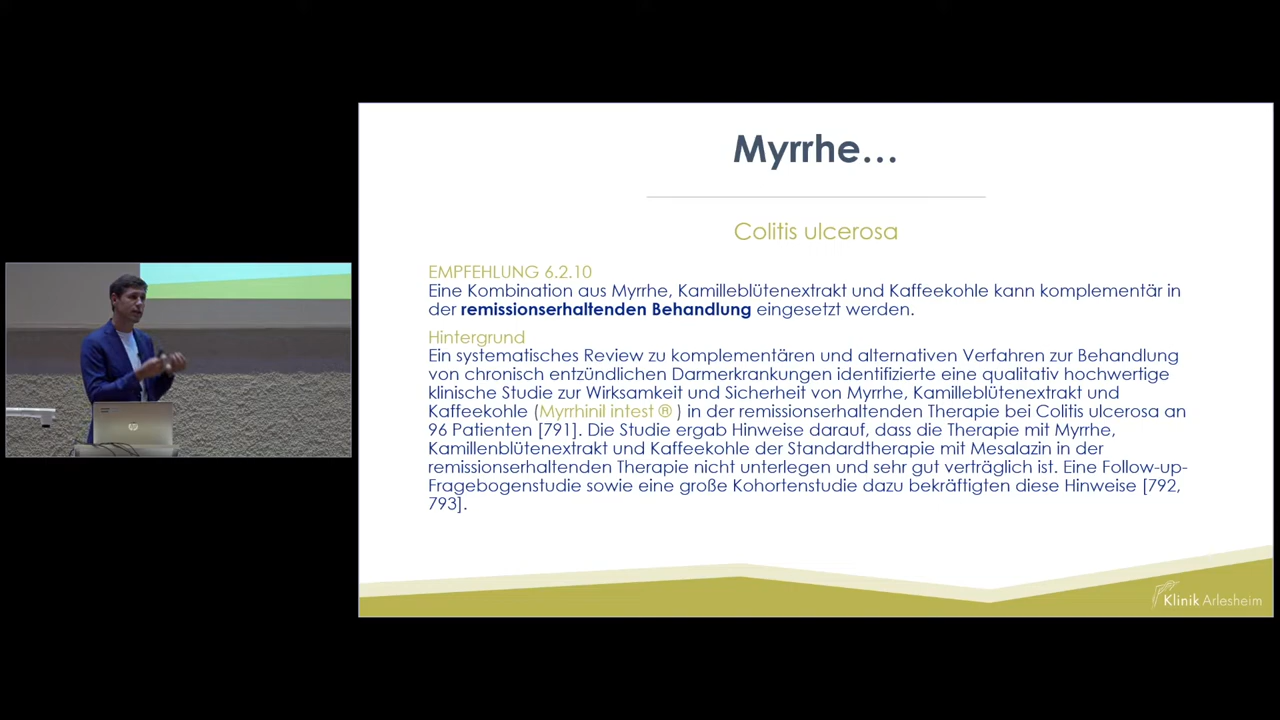 Myrrhe…
Colitis ulcerosa
EMPFEHLUNG 6.2.10
Eine Kombination aus Myrrhe, Kamilleblütenextrakt und Kaffeekohle kann komplementär in
der remissionserhaltenden Behandlung eingesetzt werden.
Hintergrund
Ein systematisches Review zu komplementären und alternativen Verfahren zur Behandlung
von chronisch entzündlichen Darmerkrankungen identifizierte eine qualitativ hochwertige
klinische Studie zur Wirksamkeit und Sicherheit von Myrrhe, Kamilleblütenextrakt und
Kaffeekohle (Myrrhinil intest ® ) in der remissionserhaltenden Therapie bei Colitis ulcerosa an
96 Patienten [791]. Die Studie ergab Hinweise darauf, dass die Therapie mit Myrrhe,
Kamillenblütenextrakt und Kaffeekohle der Standardtherapie mit Mesalazin in der
remissionserhaltenden Therapie nicht unterlegen und sehr gut verträglich ist. Eine Follow-up-
Fragebogenstudie sowie eine große Kohortenstudie dazu bekräftigten diese Hinweise [792,
793].
Klinik Arlesheim
hp